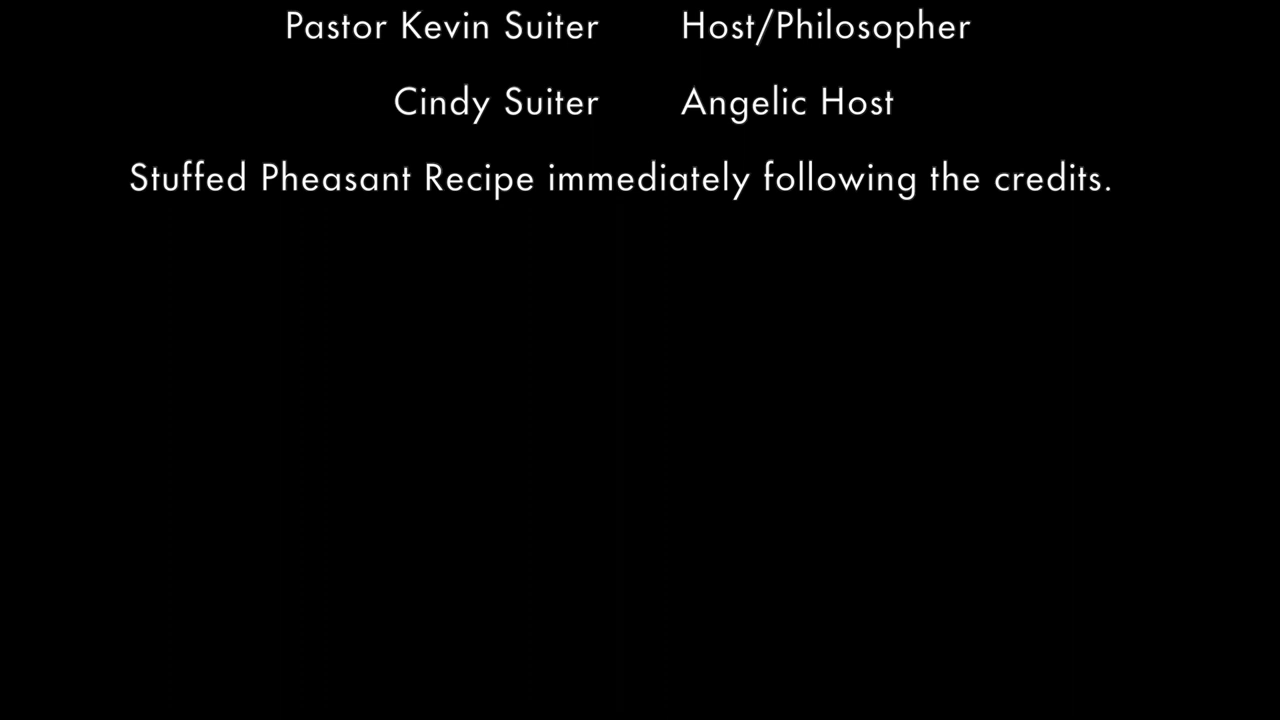 Pastor Kevin Suiter Host/Philosopher
Cindy Suiter Angelic Host
Stuffed Pheasant Recipe immediately following the credits.